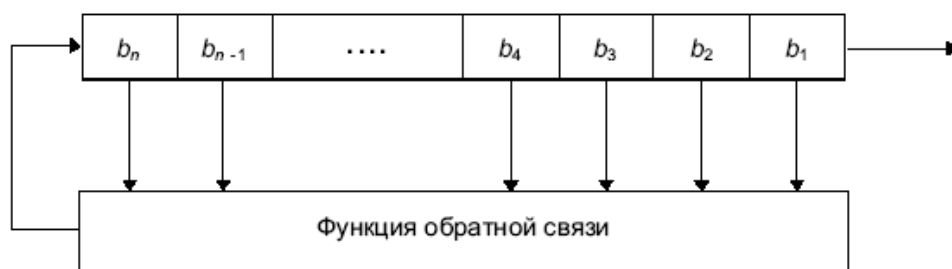 bₙ bₙ₋₁ .... b₄ b₃ b₂ b₁
Функция обратной связи